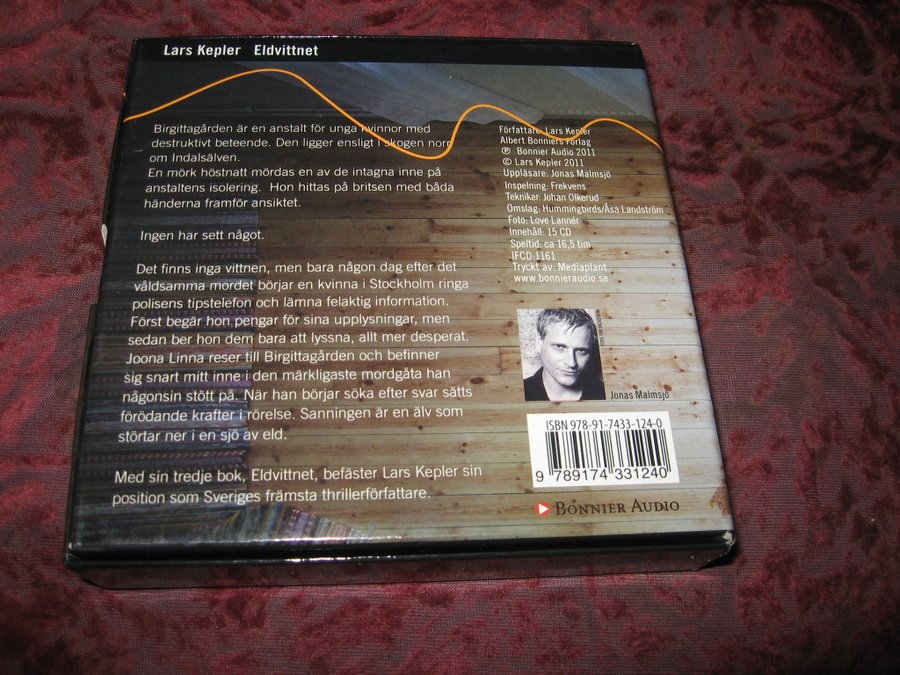 Lars Kepler Eldvittnet
Birgittagården är en anstalt för unga kvinnor med
destruktivt beteende. Den ligger ensligt i skogen norr
om Indalsälven.
En mörk höstnatt mördas en av de intagna inne på
anstaltens isolering. Hon hittas på britsen med båda
händerna framför ansiktet.
Ingen har sett något.
Det finns inga vittnen, men bara någon dag efter det
våldsamma mordet börjar en kvinna i Stockholm ringa
polisens tipstelefon och lämna felaktig information.
Först begär hon pengar för sina upplysningar, men
sedan ber hon dem bara att lyssna, allt mer desperat.
Joona Linna reser till Birgittagården och befinner
sig snart mitt inne i den märkligaste mordgåta han
någonsin stött på. När han börjar söka efter svar sätts
förödande krafter i rörelse. Sanningen är en älv som
störtar ner i en sjö av eld.
Med sin tredje bok, Eldvittnet, befäster Lars Kepler sin
position som Sveriges främsta thrillerförfattare.
Författare: Lars Kepler
Albert Bonniers Förlag
℗ Bonnier Audio 2011
© Lars Kepler 2011
Uppläsare: Jonas Malmsjö
Inspelning: Frekvens
Tekniker: Johan Olkerud
Omslag: Hummingbirds/Åsa Landström
Foto: Love Lannér
Innehåll: 15 CD
Speltid: ca 16,5 tim
IFCD:1161
Tryckt av: Mediaplant
www.bonnieraudio.se
Jonas Malmsjö
ISBN 978-91-7433-124-0
9 789174 331240
BONNIER AUDIO